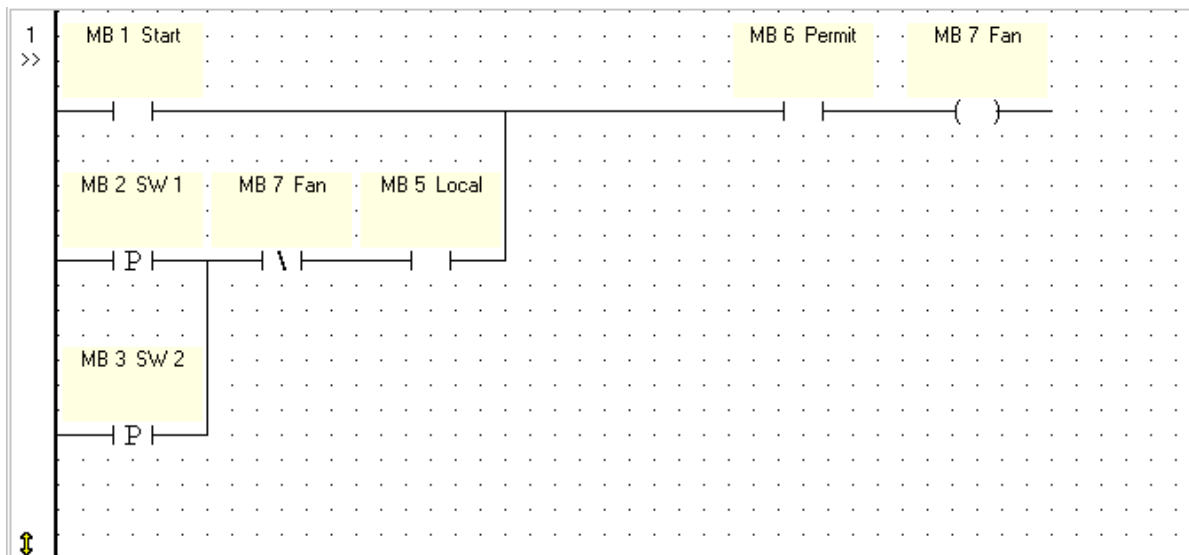 1
>>
MB 1 Start
MB 6 Permit
MB 7 Fan
MB 2 SW 1
MB 7 Fan
MB 5 Local
P
MB 3 SW 2
P